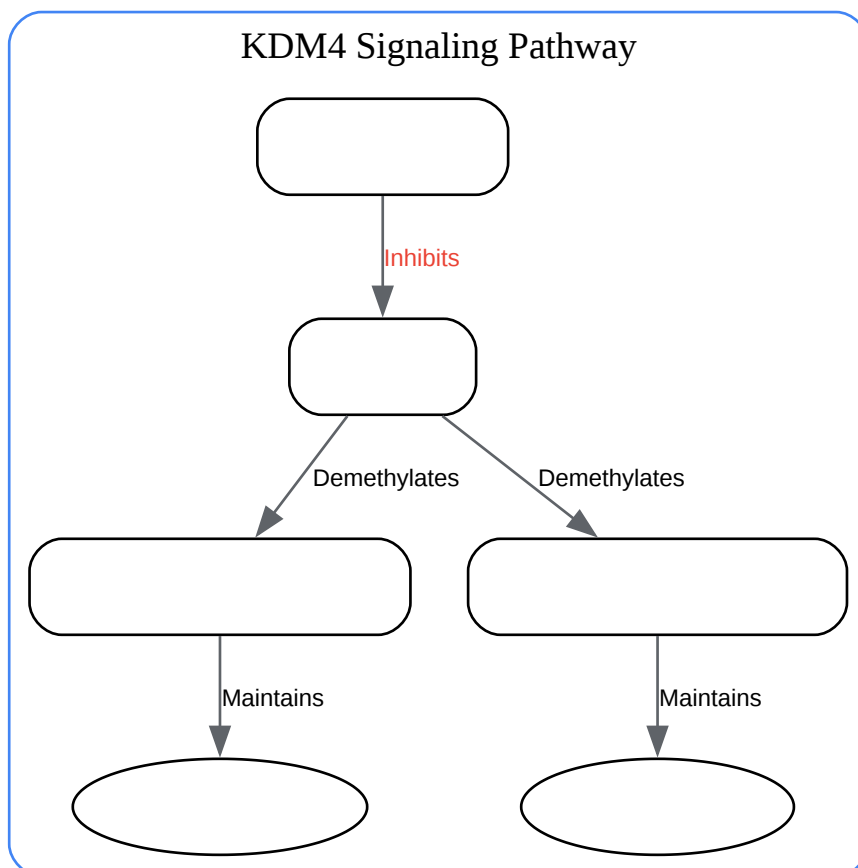 KDM4 Signaling Pathway
Inhibits
Demethylates
Demethylates
Maintains
Maintains